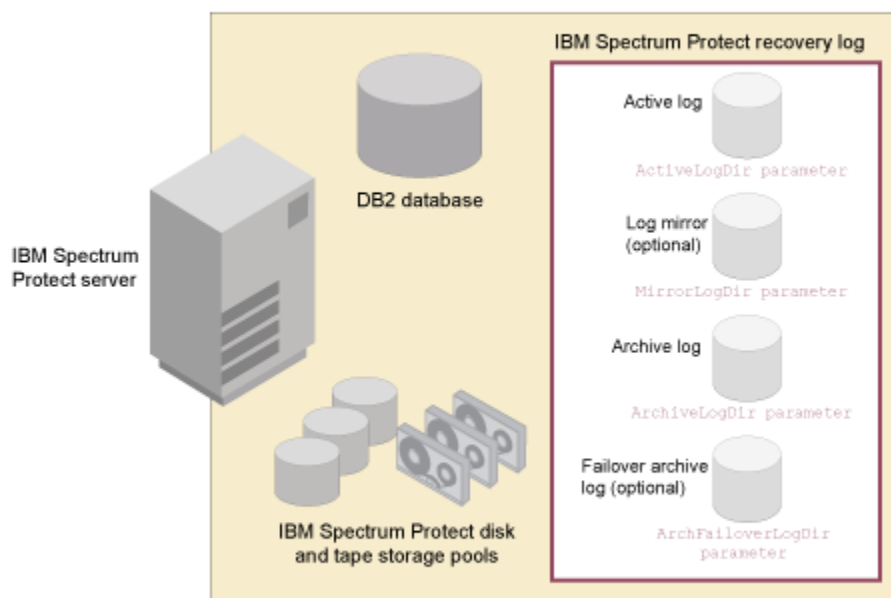 IBM Spectrum Protect recovery log
Active log
ActiveLogDir parameter
Log mirror
(optional)
MirrorLogDir parameter
Archive log
ArchiveLogDir parameter
Failover archive
log (optional)
ArchFailoverLogDir
parameter
DB2 database
IBM Spectrum
Protect server
IBM Spectrum Protect disk
and tape storage pools